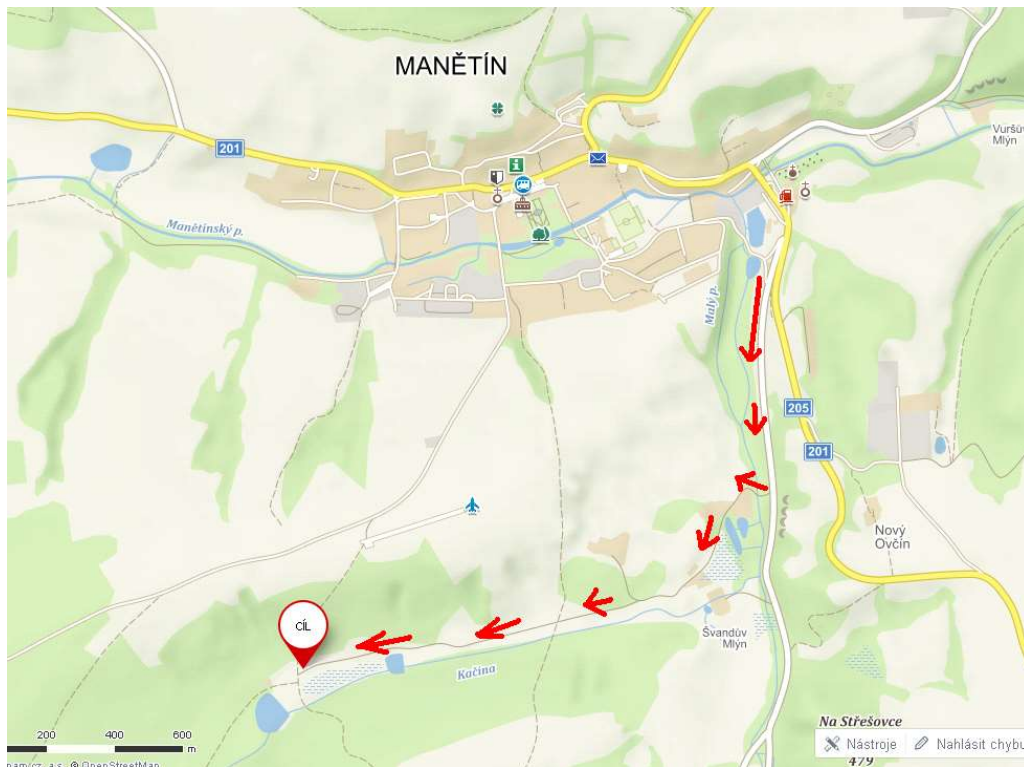 MANĚTÍN
201
Vuršův
Mlýn
Manětínský p.
Malý p.
205
201
Nový
Ovčín
CÍL
Švandův
Mlýn
Kačina
Na Střešovce
479
200 400 600
m
Nástroje Nahlásit chybu
© OpenStreetMap